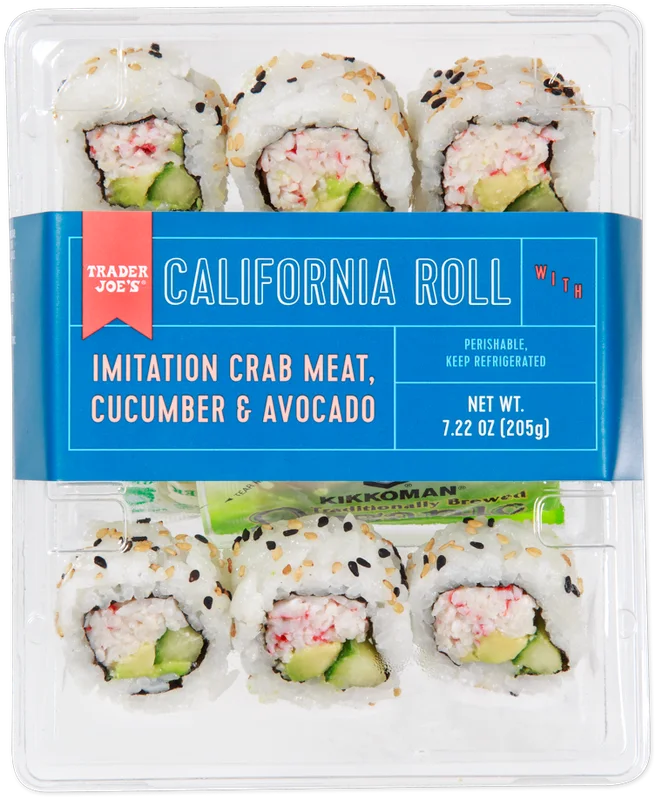 TRADER
JOE'S®
CALIFORNIA ROLL
WITH
IMITATION CRAB MEAT,
CUCUMBER & AVOCADO
PERISHABLE,
KEEP REFRIGERATED
NET WT.
7.22 OZ (205g)
TEAR
KIKKOMAN®
Traditionally Brewed